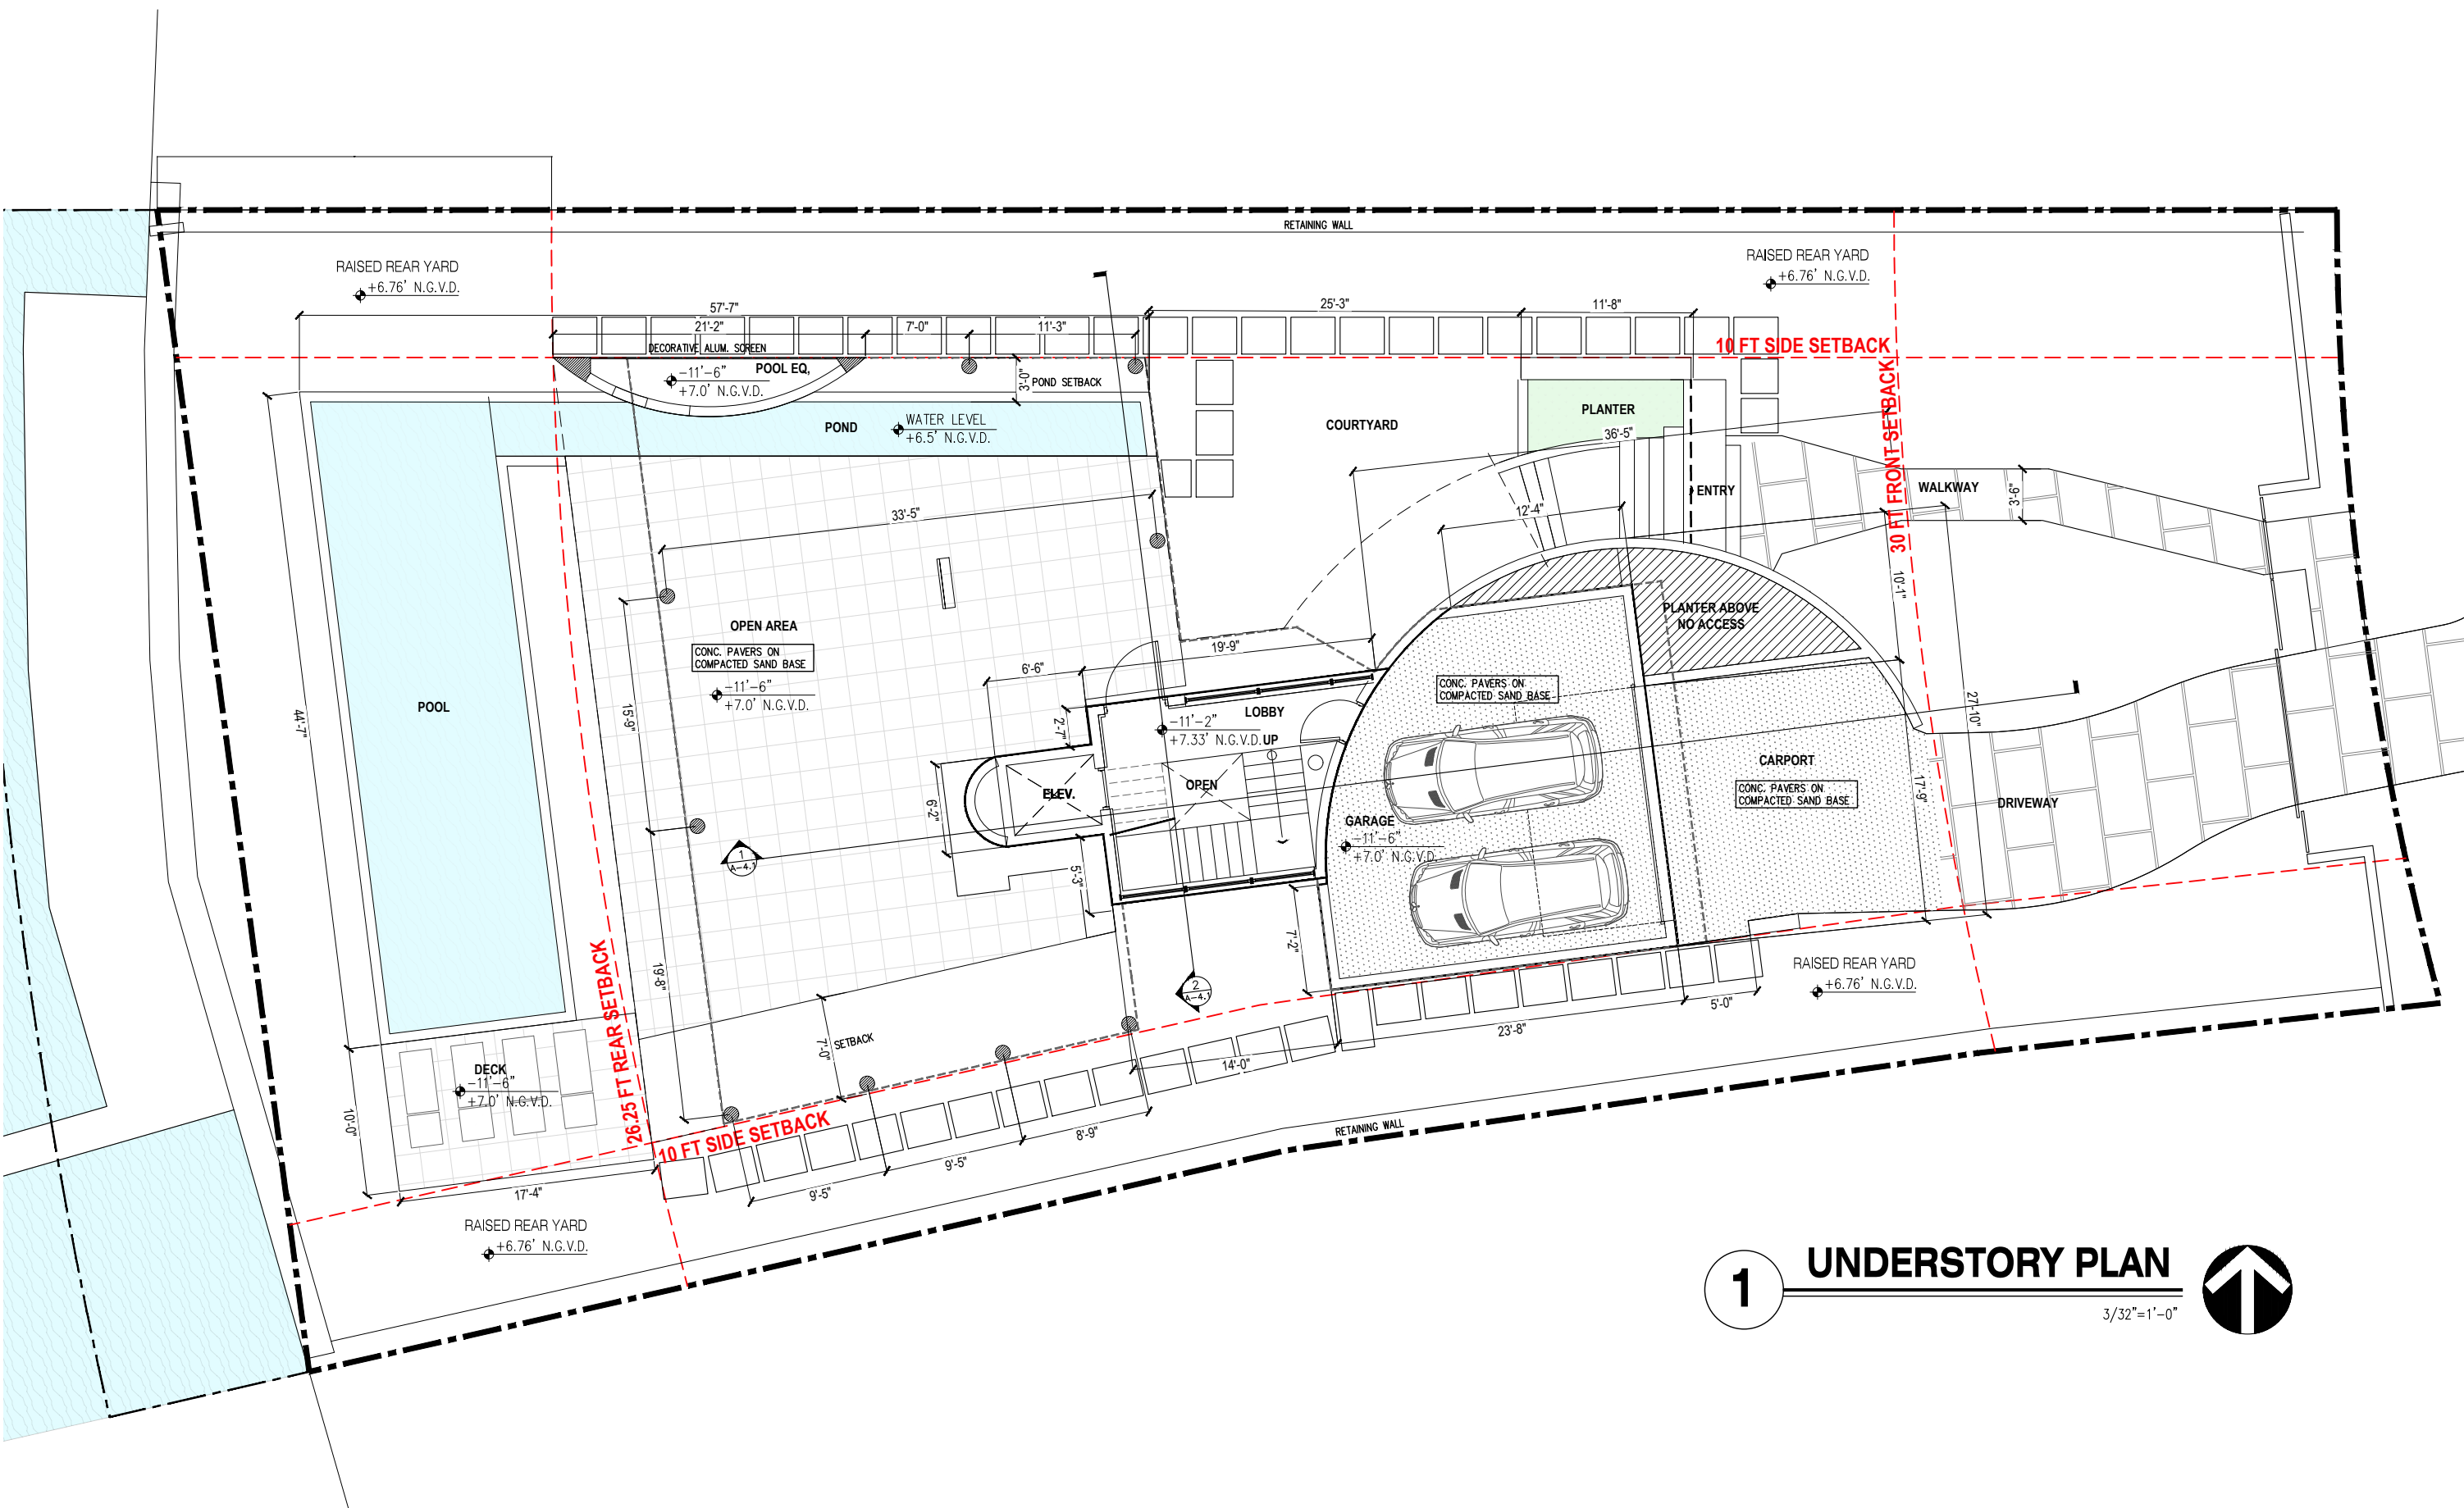 RETAINING WALL
RAISED REAR YARD
+6.76' N.G.V.D.
RAISED REAR YARD
+6.76' N.G.V.D.
57'-7"
25'-3"
11'-8"
21'-2"
7'-0"
11'-3"
DECORATIVE ALUM. SCREEN
10 FT SIDE SETBACK
POOL EQ,
-11'-6"
+7.0' N.G.V.D.
3'-0"
POND SETBACK
POND
WATER LEVEL
+6.5' N.G.V.D.
COURTYARD
PLANTER
36'-5"
30 FT FRONT SETBACK
ENTRY
WALKWAY
3'-6"
33'-5"
12'-4"
10'-1"
OPEN AREA
CONC. PAVERS ON
COMPACTED SAND BASE
-11'-6"
+7.0' N.G.V.D.
PLANTER ABOVE
NO ACCESS
19'-9"
6'-6"
CONC. PAVERS ON
COMPACTED SAND BASE
POOL
44'-7"
15'-9"
2'-7"
LOBBY
-11'-2"
+7.33' N.G.V.D.
UP
27'-10"
CARPORT
CONC. PAVERS ON
COMPACTED SAND BASE
17'-9"
DRIVEWAY
ELEV.
OPEN
6'-2"
GARAGE
-11'-6"
+7.0' N.G.V.D.
1
A-4.1
5'-3"
7'-2"
19'-8"
2
A-4.1
RAISED REAR YARD
+6.76' N.G.V.D.
5'-0"
23'-8"
14'-0"
7'-0"
SETBACK
26.25 FT REAR SETBACK
DECK
-11'-6"
+7.0' N.G.V.D.
10'-0"
10 FT SIDE SETBACK
8'-9"
9'-5"
9'-5"
17'-4"
RETAINING WALL
RAISED REAR YARD
+6.76' N.G.V.D.
1
UNDERSTORY PLAN
3/32"=1'-0"